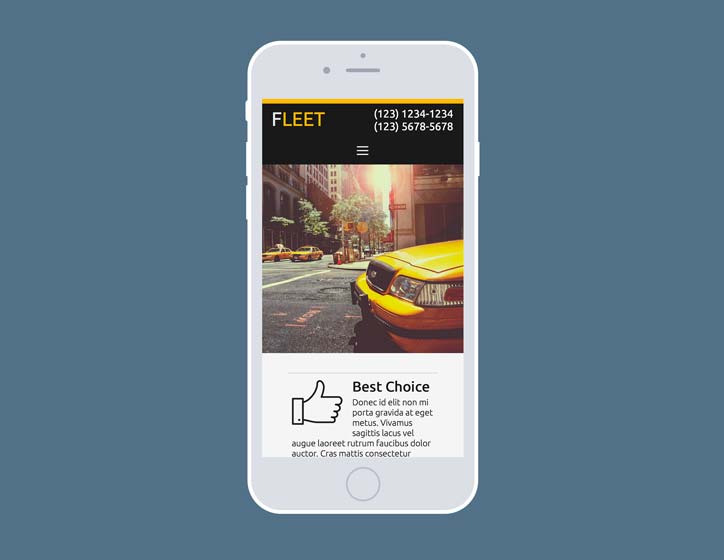 FLEET
(123) 1234-1234
(123) 5678-5678
Best Choice
Donec id elit non mi
porta gravida at eget
metus. Vivamus
sagittis lacus vel
augue laoreet rutrum faucibus dolor
auctor. Cras mattis consectetur